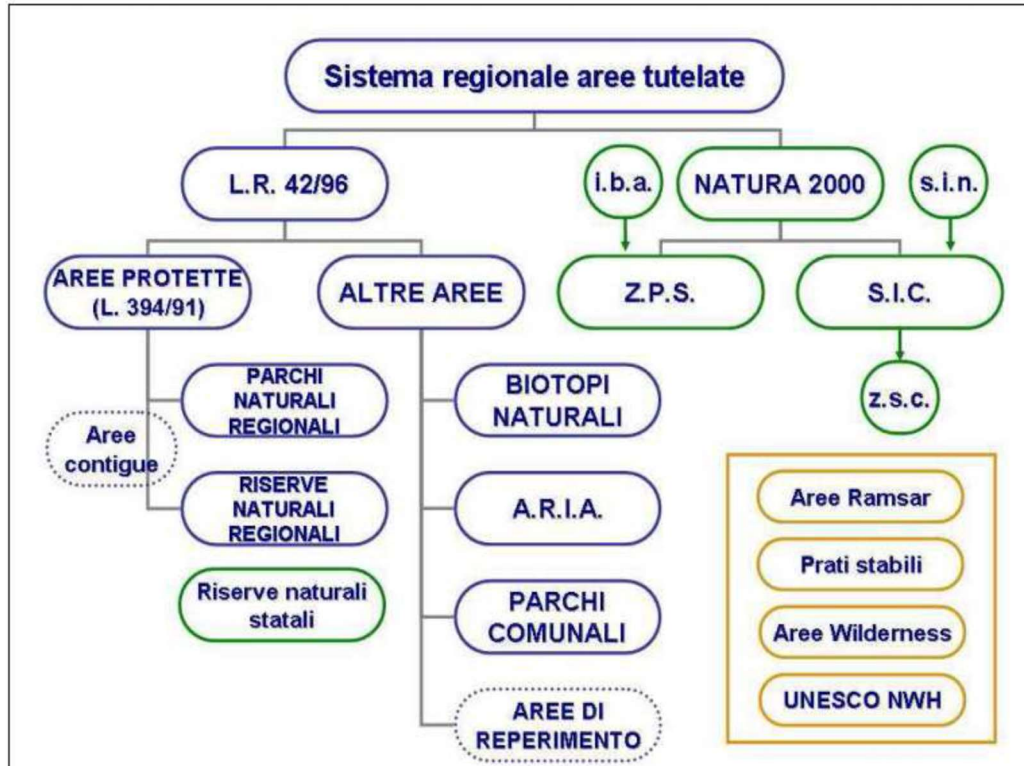 Sistema regionale aree tutelate
L.R. 42/96
i.b.a.
NATURA 2000
s.i.n.
AREE PROTETTE
(L. 394/91)
ALTRE AREE
Z.P.S.
S.I.C.
PARCHI
NATURALI
REGIONALI
Aree
contigue
RISERVE
NATURALI
REGIONALI
Riserve naturali
statali
BIOTOPI
NATURALI
A.R.I.A.
PARCHI
COMUNALI
AREE DI
REPERIMENTO
z.s.c.
Aree Ramsar
Prati stabili
Aree Wilderness
UNESCO NWH